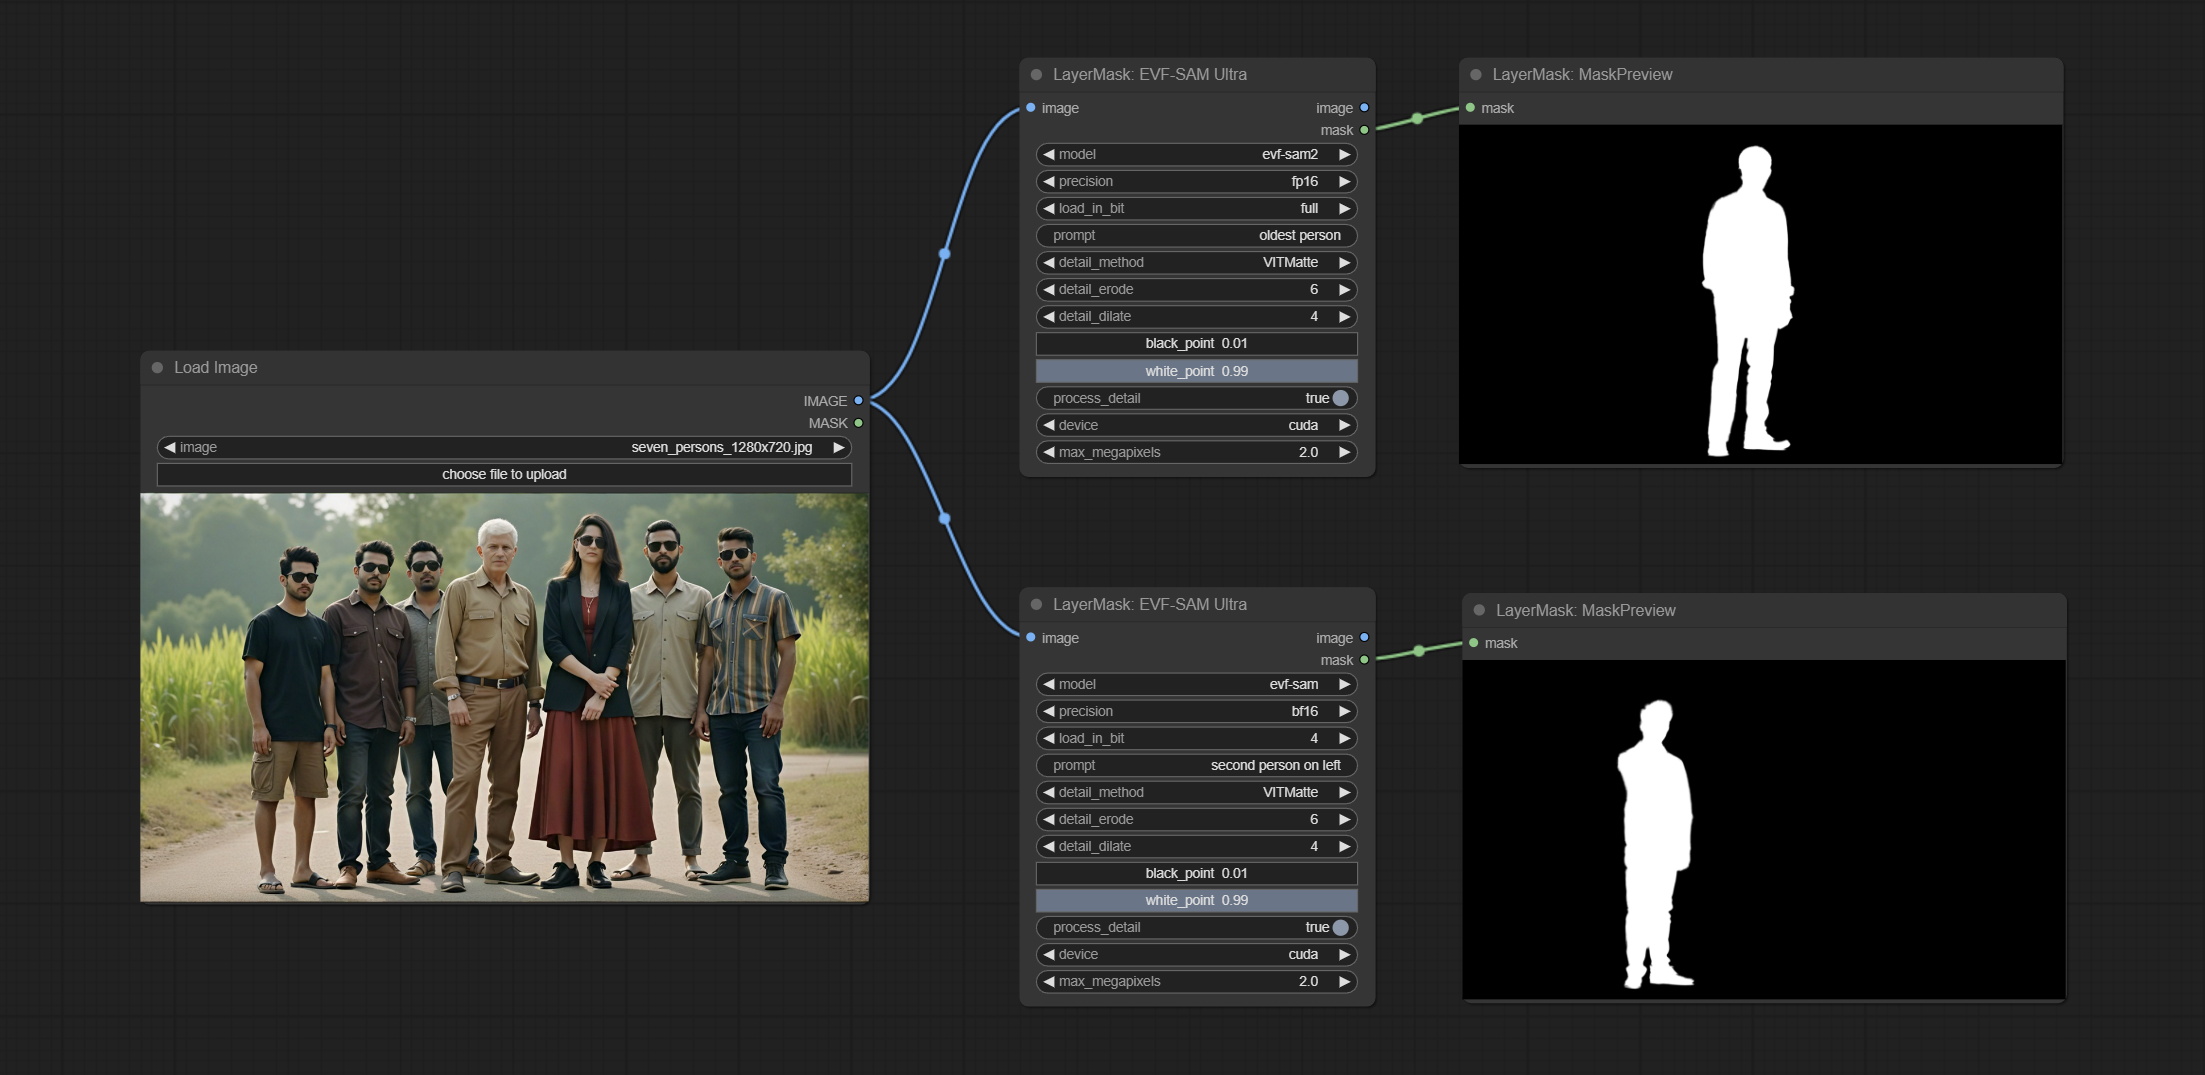 Load Image
IMAGE
MASK
image seven_persons_1280x720.jpg
choose file to upload
LayerMask: EVF-SAM Ultra
image image
mask
model evf-sam2
precision fp16
load_in_bit full
prompt oldest person
detail_method VITMatte
detail_erode 6
detail_dilate 4
black_point 0.01
white_point 0.99
process_detail true
device cuda
max_megapixels 2.0
LayerMask: MaskPreview
mask
LayerMask: EVF-SAM Ultra
image image
mask
model evf-sam
precision bf16
load_in_bit 4
prompt second person on left
detail_method VITMatte
detail_erode 6
detail_dilate 4
black_point 0.01
white_point 0.99
process_detail true
device cuda
max_megapixels 2.0
LayerMask: MaskPreview
mask